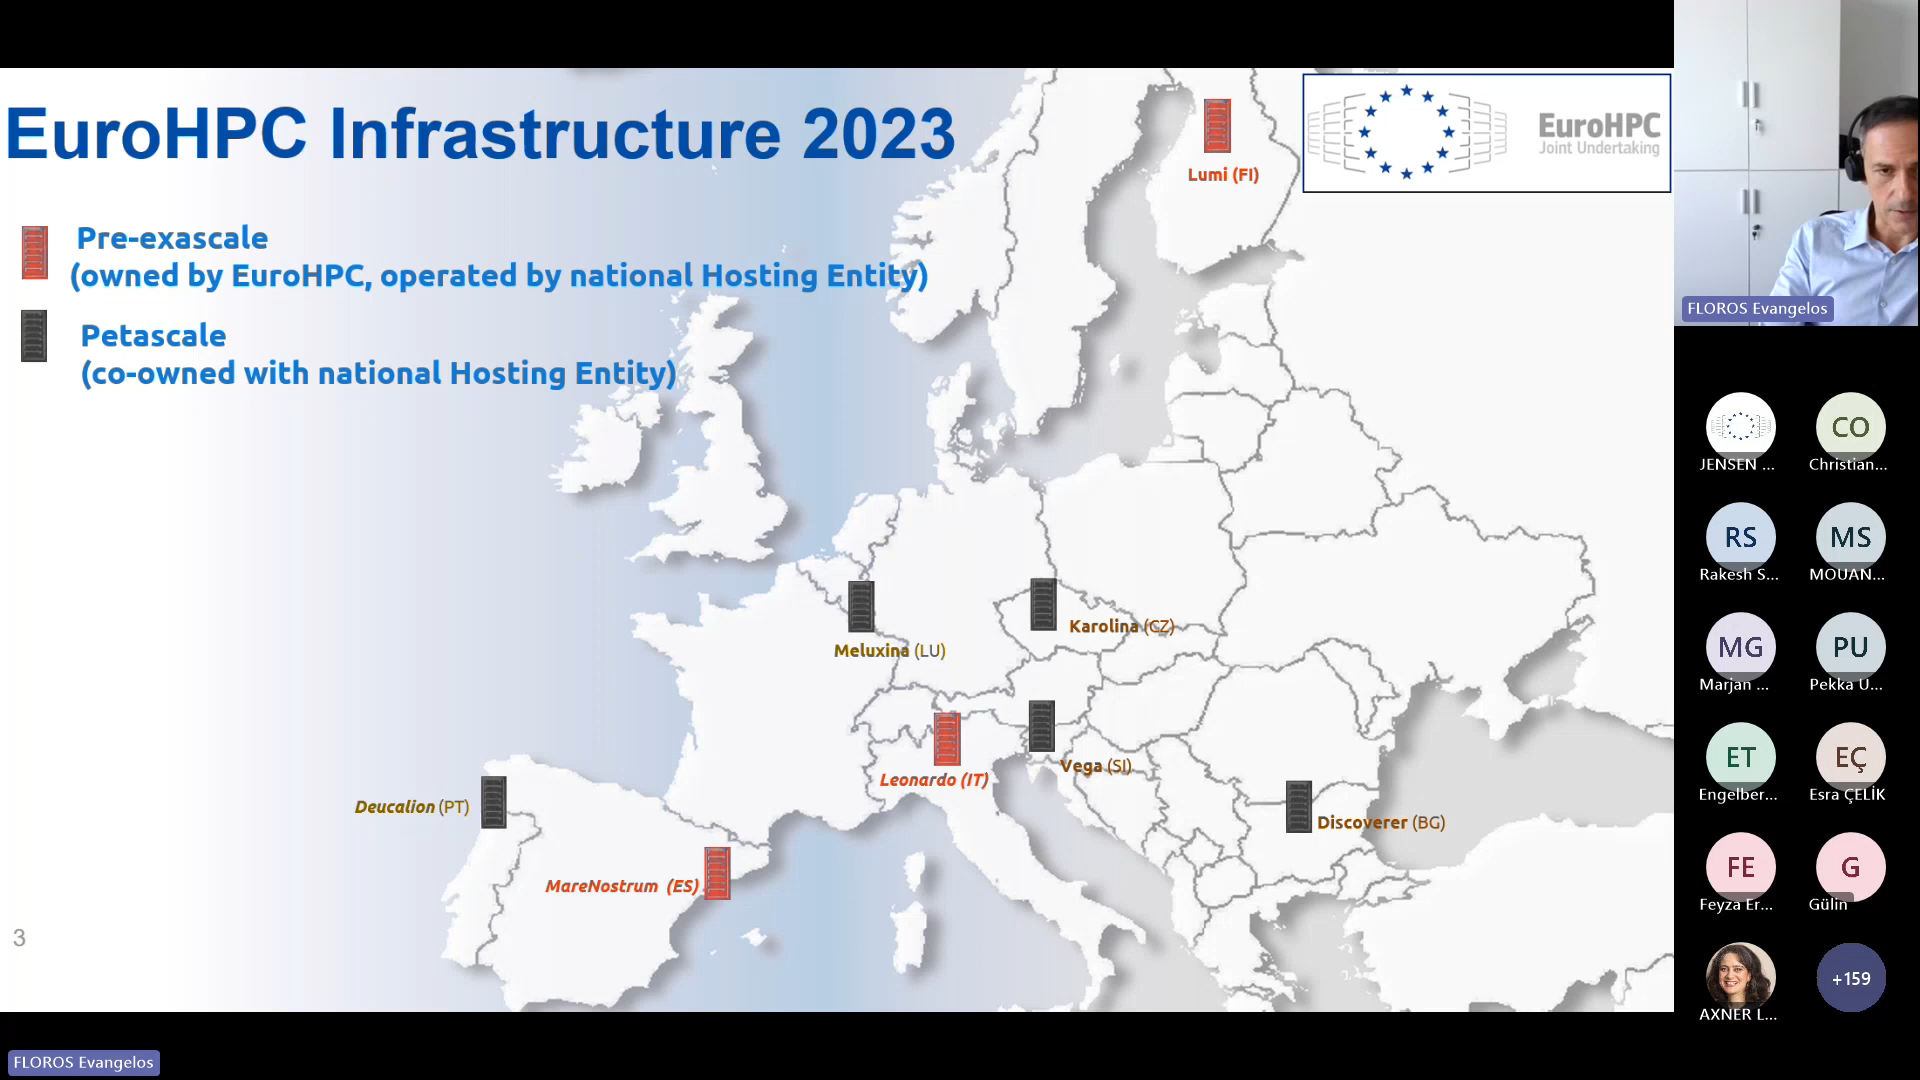 EuroHPC Infrastructure 2023
EuroHPC
Joint Undertaking
Pre-exascale
(owned by EuroHPC, operated by national Hosting Entity)
Petascale
(co-owned with national Hosting Entity)
Lumi (FI)
Karolina (CZ)
Meluxina (LU)
Vega (SI)
Leonardo (IT)
Deucalion (PT)
Discoverer (BG)
MareNostrum (ES)
3
FLOROS Evangelos
JENSEN ...
CO
Christian...
RS
Rakesh S...
MS
MOUAN...
MG
Marjan ...
PU
Pekka U...
ET
Engelber...
EÇ
Esra ÇELİK
FE
Feyza Er...
G
Gülin
AXNER L...
+159
FLOROS Evangelos